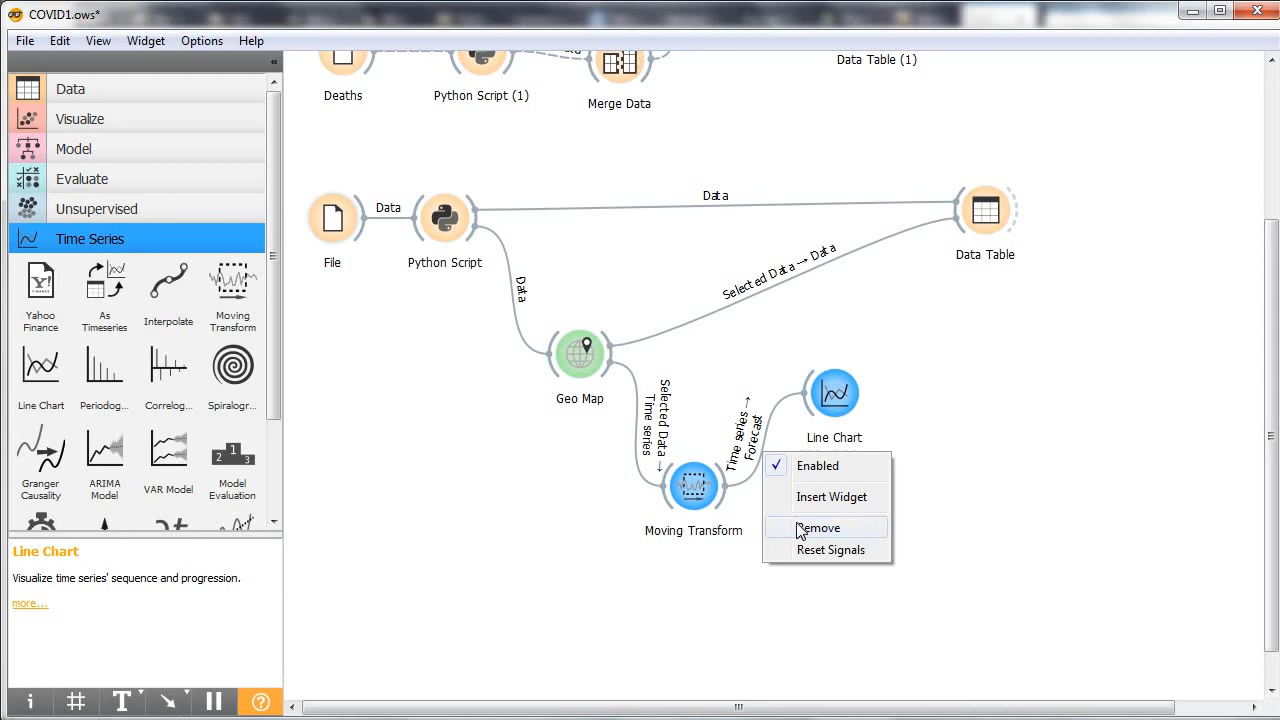 COVID1.ows*
File Edit View Widget Options Help
«
Data
Visualize
Model
Evaluate
Unsupervised
Time Series
Yahoo Finance
As Timeseries
Interpolate
Moving Transform
Line Chart
Periodog...
Correlog...
Spiralogr...
Granger Causality
ARIMA Model
VAR Model
Model Evaluation
Line Chart
Visualize time series' sequence and progression.
more...
Deaths
Python Script (1)
Merge Data
Data Table (1)
File
Data
Python Script
Data
Data
Selected Data → Data
Data Table
Geo Map
Selected Data →
Time series
Time series →
Forecast
Line Chart
Moving Transform
Enabled
Insert Widget
Remove
Reset Signals